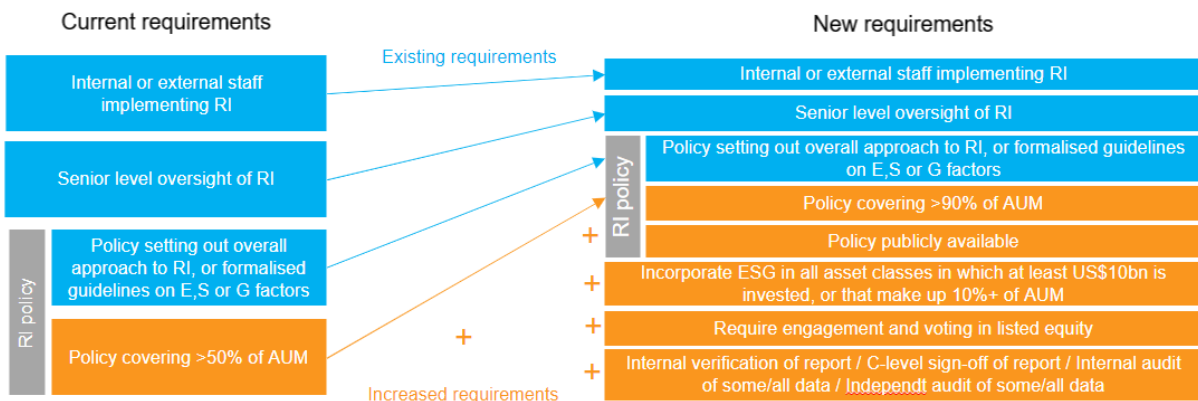 Current requirements
New requirements
Existing requirements
Internal or external staff
implementing RI
Senior level oversight of RI
RI policy
Policy setting out overall
approach to RI, or formalised
guidelines on E,S or G factors
Policy covering >50% of AUM
+
Increased requirements
Internal or external staff implementing RI
Senior level oversight of RI
RI policy
Policy setting out overall approach to RI, or formalised guidelines
on E,S or G factors
Policy covering >90% of AUM
+
Policy publicly available
+
Incorporate ESG in all asset classes in which at least US$10bn is
invested, or that make up 10%+ of AUM
+
Require engagement and voting in listed equity
+
Internal verification of report / C-level sign-off of report / Internal audit
of some/all data / Independt audit of some/all data